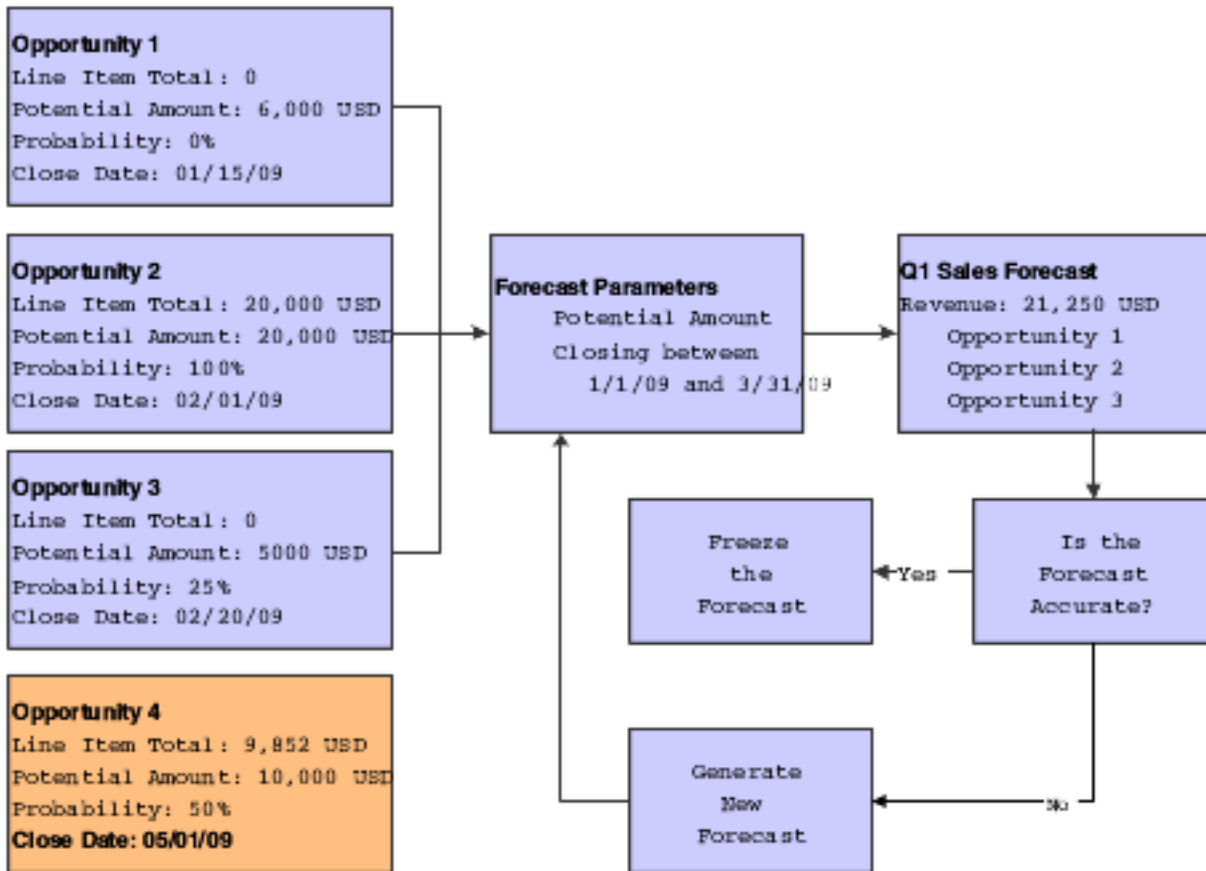 Opportunity 1
Line Item Total: 0
Potential Amount: 6,000 USD
Probability: 0%
Close Date: 01/15/09
Opportunity 2
Line Item Total: 20,000 USD
Potential Amount: 20,000 USD
Probability: 100%
Close Date: 02/01/09
Opportunity 3
Line Item Total: 0
Potential Amount: 5000 USD
Probability: 25%
Close Date: 02/20/09
Opportunity 4
Line Item Total: 9,852 USD
Potential Amount: 10,000 USD
Probability: 50%
Close Date: 05/01/09
Forecast Parameters
Potential Amount
Closing between
1/1/09 and 3/31/09
Q1 Sales Forecast
Revenue: 21,250 USD
Opportunity 1
Opportunity 2
Opportunity 3
Is the
Forecast
Accurate?
Yes
Freeze
the
Forecast
No
Generate
New
Forecast